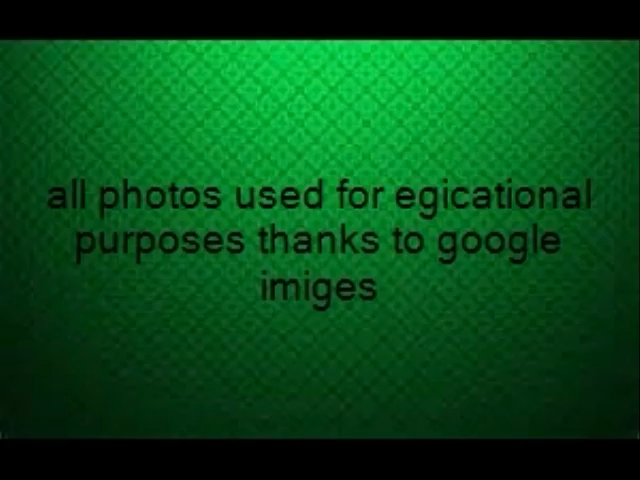 all photos used for egicational
purposes thanks to google
imiges